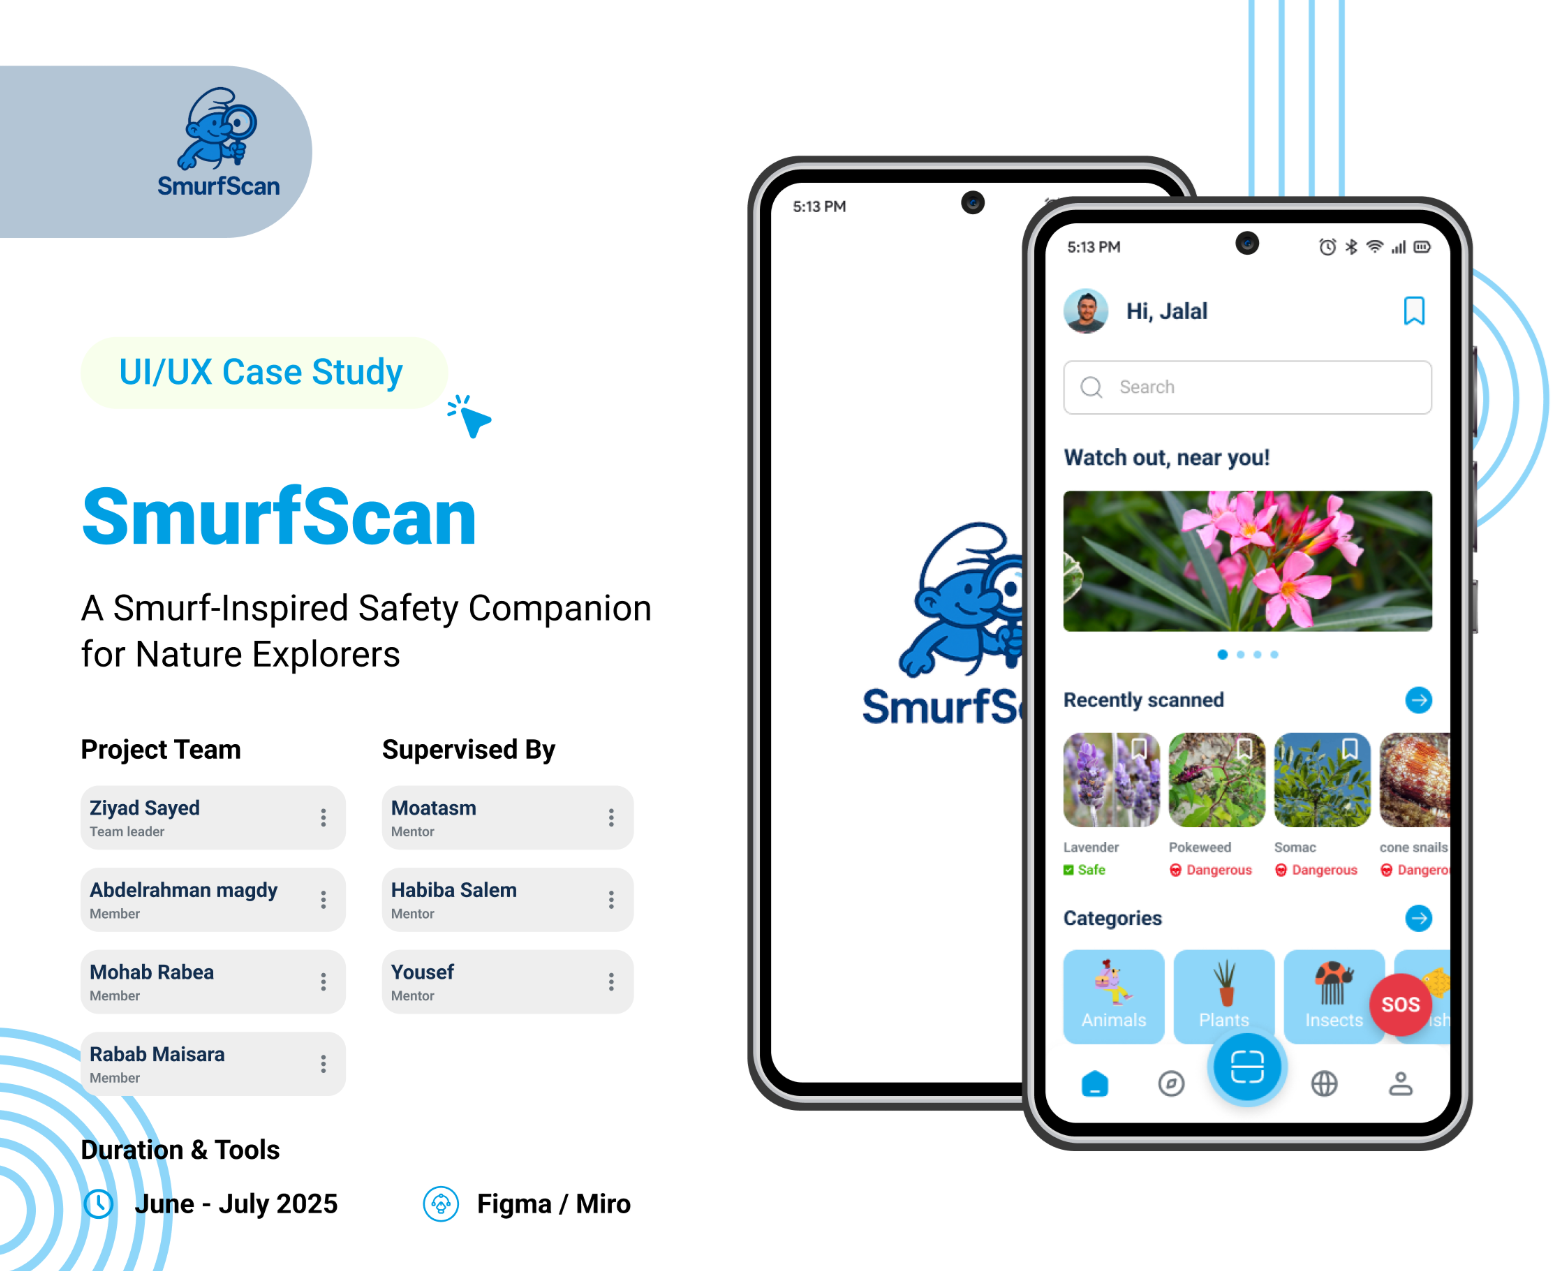 SmurfScan
UI/UX Case Study
SmurfScan
A Smurf-Inspired Safety Companion
for Nature Explorers
Project Team
Ziyad Sayed
Team leader
Abdelrahman magdy
Member
Mohab Rabea
Member
Rabab Maisara
Member
Supervised By
Moatasm
Mentor
Habiba Salem
Mentor
Yousef
Mentor
Duration & Tools
June - July 2025
Figma / Miro
5:13 PM
SmurfS
5:13 PM
Hi, Jalal
Search
Watch out, near you!
Recently scanned
Lavender
Safe
Pokeweed
Dangerous
Somac
Dangerous
cone snails
Dangero
Categories
Animals
Plants
Insects
ish
SOS